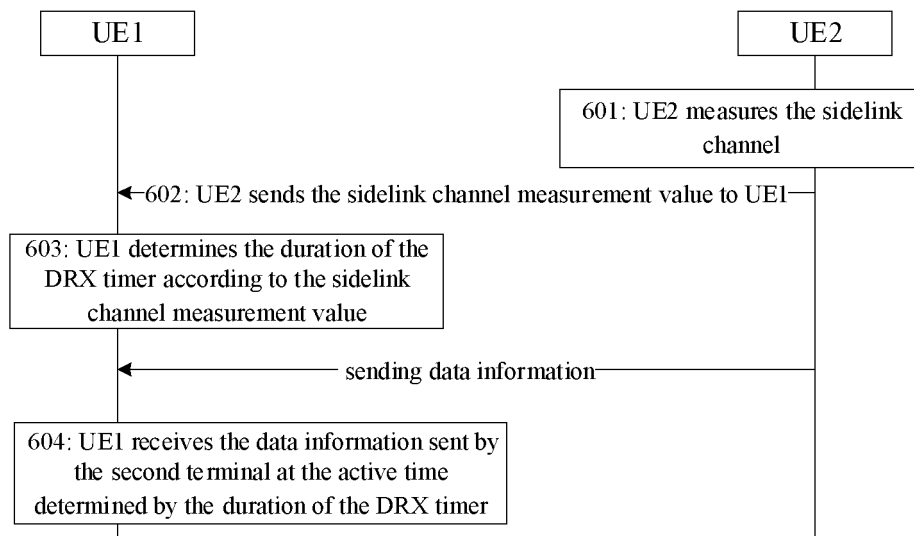 UE1
UE2
601: UE2 measures the sidelink
channel
602: UE2 sends the sidelink channel measurement value to UE1
603: UE1 determines the duration of the
DRX timer according to the sidelink
channel measurement value
sending data information
604: UE1 receives the data information sent by
the second terminal at the active time
determined by the duration of the DRX timer